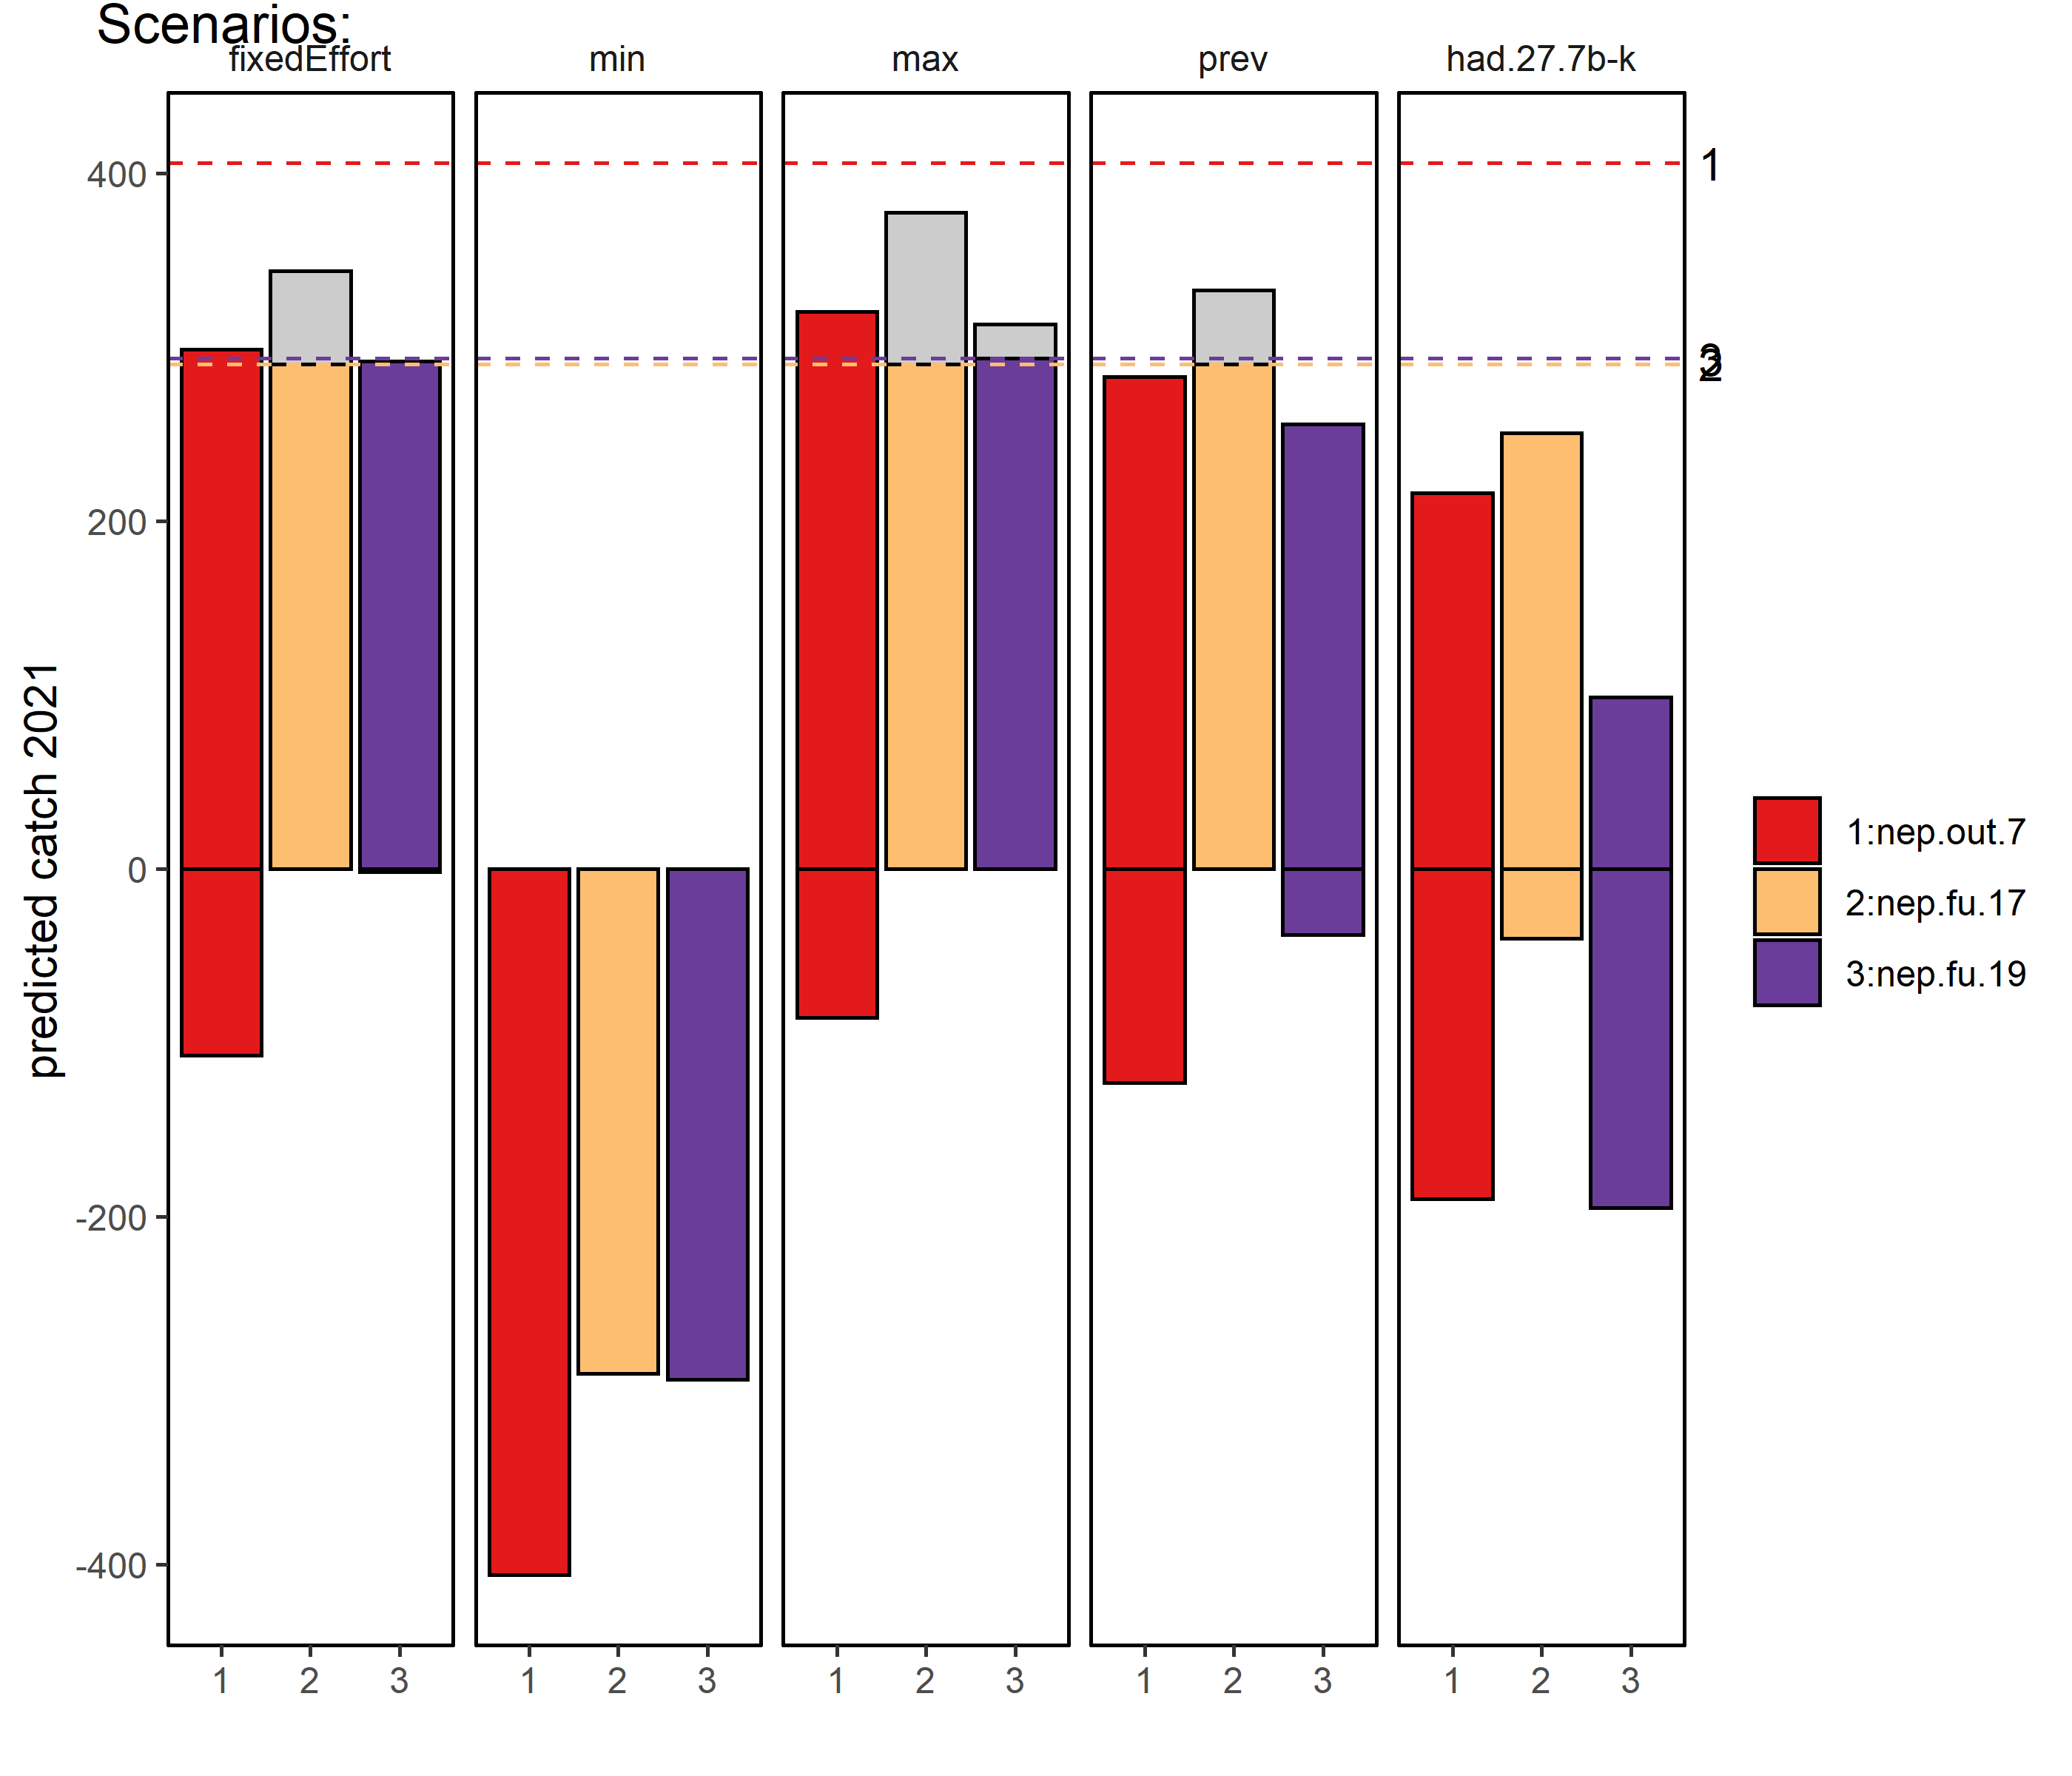 Scenarios:
fixedEffort min max prev had.27.7b-k
400
200
0
-200
-400
predicted catch 2021
1
3
2
1:nep.out.7
2:nep.fu.17
3:nep.fu.19
1 2 3 1 2 3 1 2 3 1 2 3 1 2 3